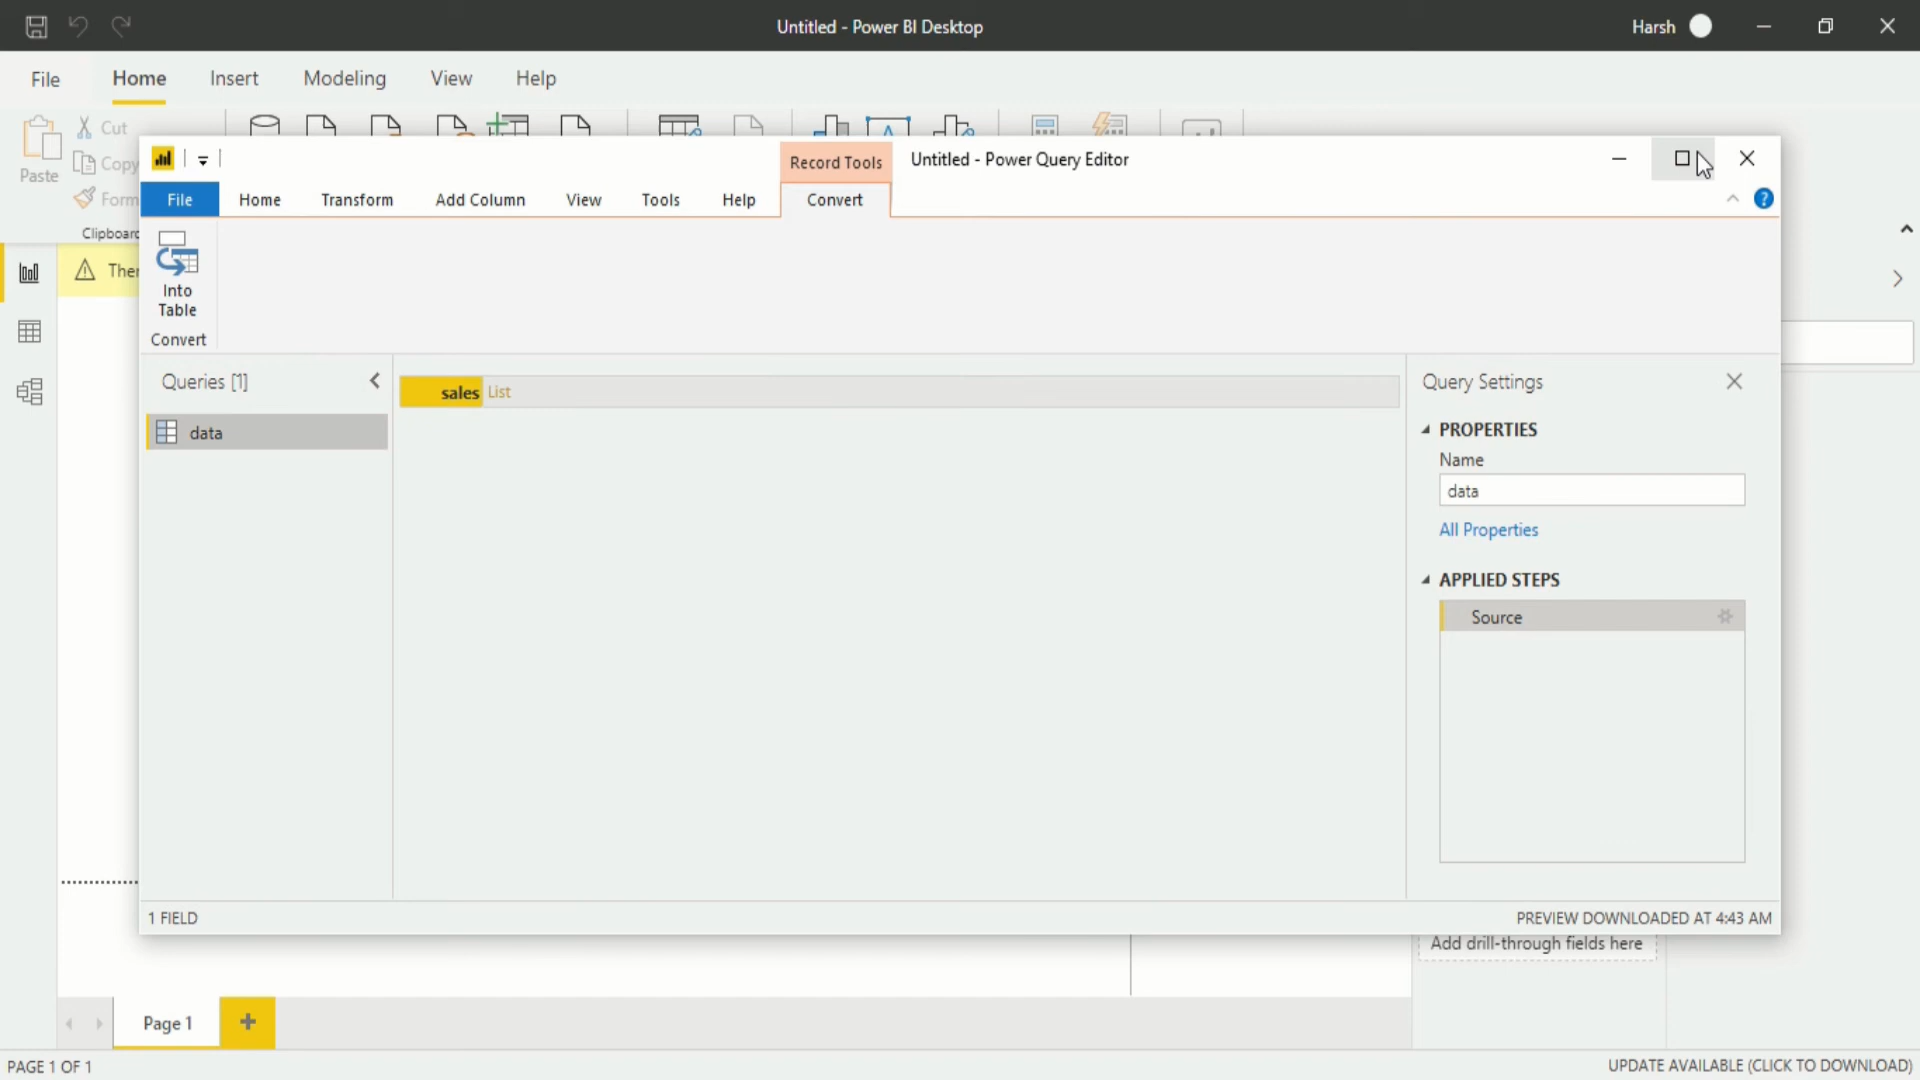 Untitled - Power BI Desktop
Harsh
File Home Insert Modeling View Help
Paste
Cut
Copy
Form
Clipboard
Ther
Record Tools
Untitled - Power Query Editor
File Home Transform Add Column View Tools Help Convert
Into
Table
Convert
Queries [1]
data
sales List
Query Settings
PROPERTIES
Name
data
All Properties
APPLIED STEPS
Source
1 FIELD
PREVIEW DOWNLOADED AT 4:43 AM
Add drill-through fields here
Page 1
PAGE 1 OF 1
UPDATE AVAILABLE (CLICK TO DOWNLOAD)